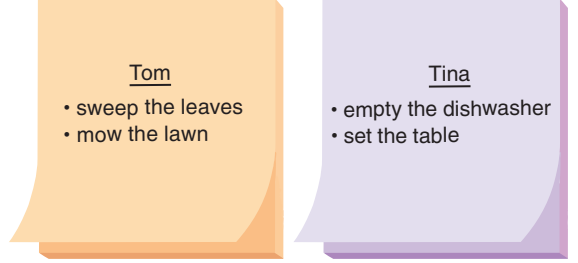 Tom
• sweep the leaves
• mow the lawn
Tina
• empty the dishwasher
• set the table